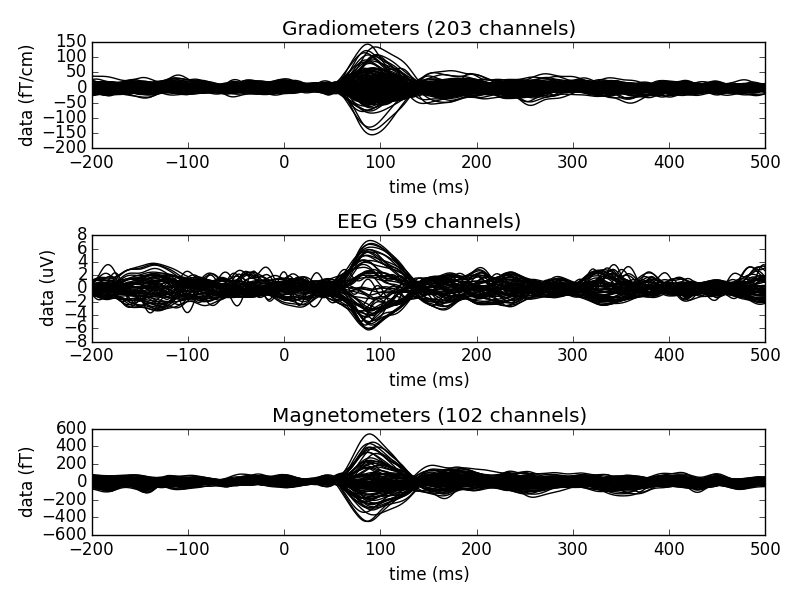 Gradiometers (203 channels)
data (fT/cm)
150
100
50
0
−50
−100
−150
−200
−200 −100 0 100 200 300 400 500
time (ms)
EEG (59 channels)
data (uV)
8
6
4
2
0
−2
−4
−6
−8
−200 −100 0 100 200 300 400 500
time (ms)
Magnetometers (102 channels)
data (fT)
600
400
200
0
−200
−400
−600
−200 −100 0 100 200 300 400 500
time (ms)